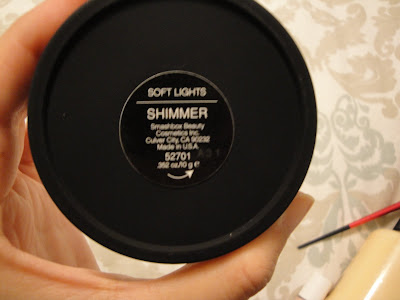 SOFT LIGHTS
SHIMMER
Smashbox Beauty
Cosmetics Inc.
Culver City, CA 90232
Made in U.S.A.
52701
.352 oz./10 g ℮